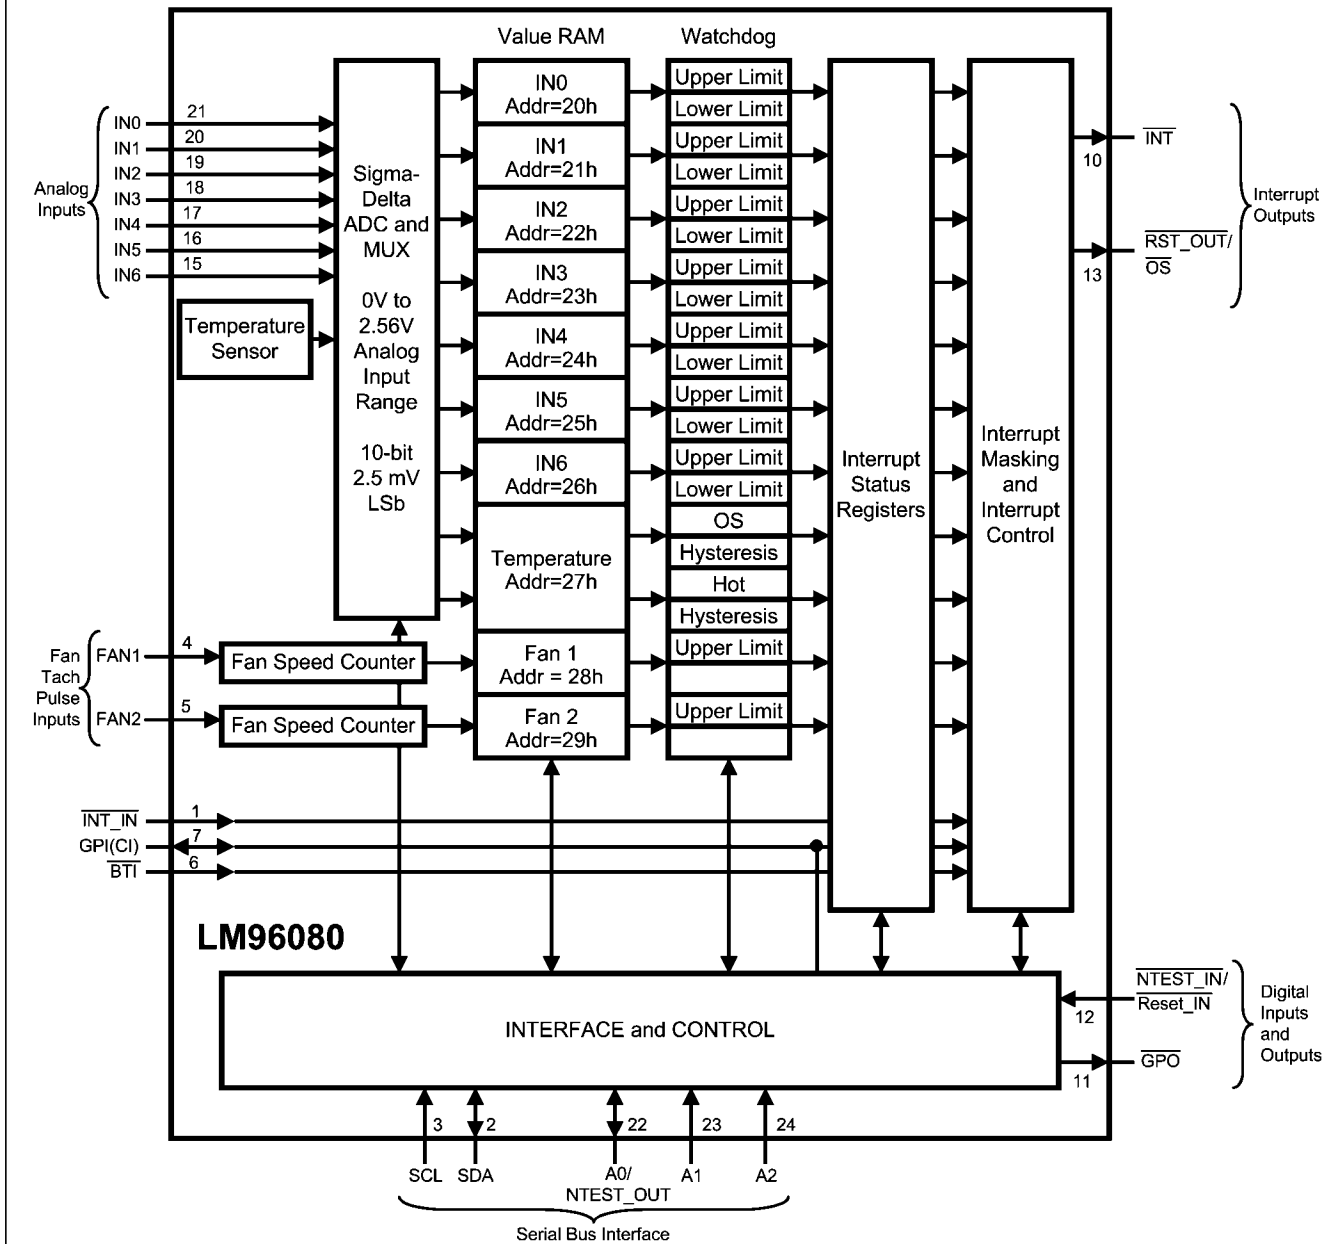 Value RAM
Watchdog
Analog
Inputs
IN0
21
IN1
20
IN2
19
IN3
18
IN4
17
IN5
16
IN6
15
Temperature
Sensor
Sigma-
Delta
ADC and
MUX
0V to
2.56V
Analog
Input
Range
10-bit
2.5 mV
LSb
IN0
Addr=20h
IN1
Addr=21h
IN2
Addr=22h
IN3
Addr=23h
IN4
Addr=24h
IN5
Addr=25h
IN6
Addr=26h
Temperature
Addr=27h
Fan 1
Addr = 28h
Fan 2
Addr=29h
Upper Limit
Lower Limit
Upper Limit
Lower Limit
Upper Limit
Lower Limit
Upper Limit
Lower Limit
Upper Limit
Lower Limit
Upper Limit
Lower Limit
Upper Limit
Lower Limit
OS
Hysteresis
Hot
Hysteresis
Upper Limit
Upper Limit
Interrupt
Status
Registers
Interrupt
Masking
and
Interrupt
Control
10
INT
13
RST_OUT/
OS
Interrupt
Outputs
Fan
Tach
Pulse
Inputs
FAN1
4
Fan Speed Counter
FAN2
5
Fan Speed Counter
INT_IN
1
GPI(CI)
7
BTI
6
LM96080
INTERFACE and CONTROL
NTEST_IN/
Reset_IN
12
GPO
11
Digital
Inputs
and
Outputs
3
2
22
23
24
SCL
SDA
A0/
NTEST_OUT
A1
A2
Serial Bus Interface